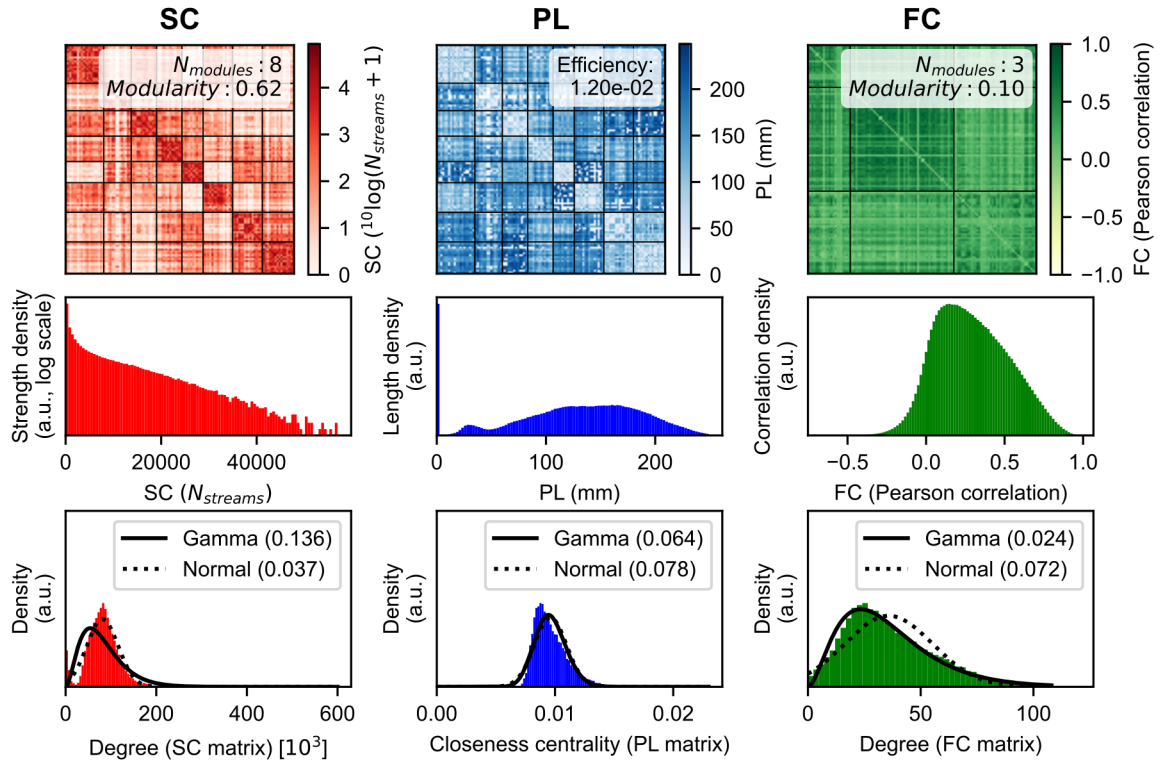 SC
PL
FC
N_modules : 8
Modularity : 0.62
4
3
2
1
0
SC (¹⁰log(N_streams + 1)
Efficiency:
1.20e-02
200
150
100
50
0
PL (mm)
N_modules : 3
Modularity : 0.10
1.0
0.5
0.0
−0.5
−1.0
FC (Pearson correlation)
Strength density
(a.u., log scale)
0 20000 40000
SC (N_streams)
Length density
(a.u.)
0 100 200
PL (mm)
Correlation density
(a.u.)
−0.5 0.0 0.5 1.0
FC (Pearson correlation)
Density
(a.u.)
Gamma (0.136)
Normal (0.037)
0 200 400 600
Degree (SC matrix) [10³]
Density
(a.u.)
Gamma (0.064)
Normal (0.078)
0.00 0.01 0.02
Closeness centrality (PL matrix)
Density
(a.u.)
Gamma (0.024)
Normal (0.072)
0 50 100
Degree (FC matrix)